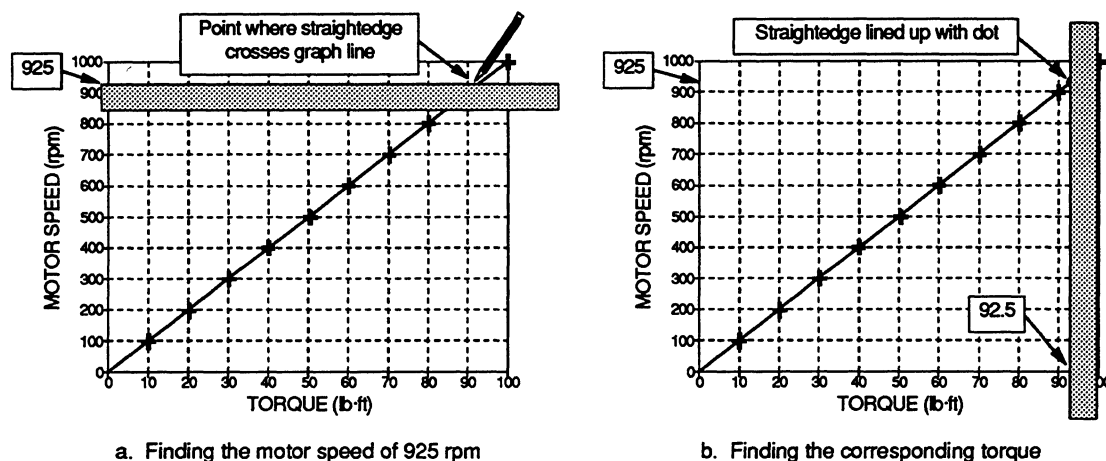 Point where straightedge
crosses graph line
925
1000
900
800
700
600
500
400
300
200
100
0
MOTOR SPEED (rpm)
0 10 20 30 40 50 60 70 80 90 100
TORQUE (lb·ft)
a. Finding the motor speed of 925 rpm
Straightedge lined up with dot
925
1000
900
800
700
600
500
400
300
200
100
0
MOTOR SPEED (rpm)
92.5
0 10 20 30 40 50 60 70 80 90 00
TORQUE (lb·ft)
b. Finding the corresponding torque